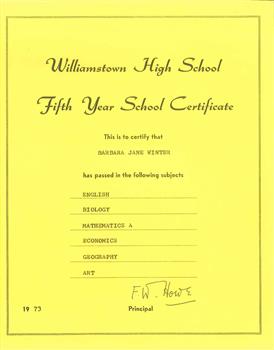 Williamstown High School
Fifth Year School Certificate
This is to certify that
BARBARA JANE WINTER
has passed in the following subjects
ENGLISH
BIOLOGY
MATHEMATICS A
ECONOMICS
GEOGRAPHY
ART
F.W. Howe
19 73 Principal